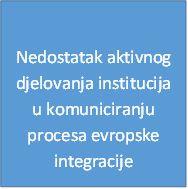 Nedostatak aktivnog
djelovanja institucija
u komuniciranju
procesa evropske
integracije